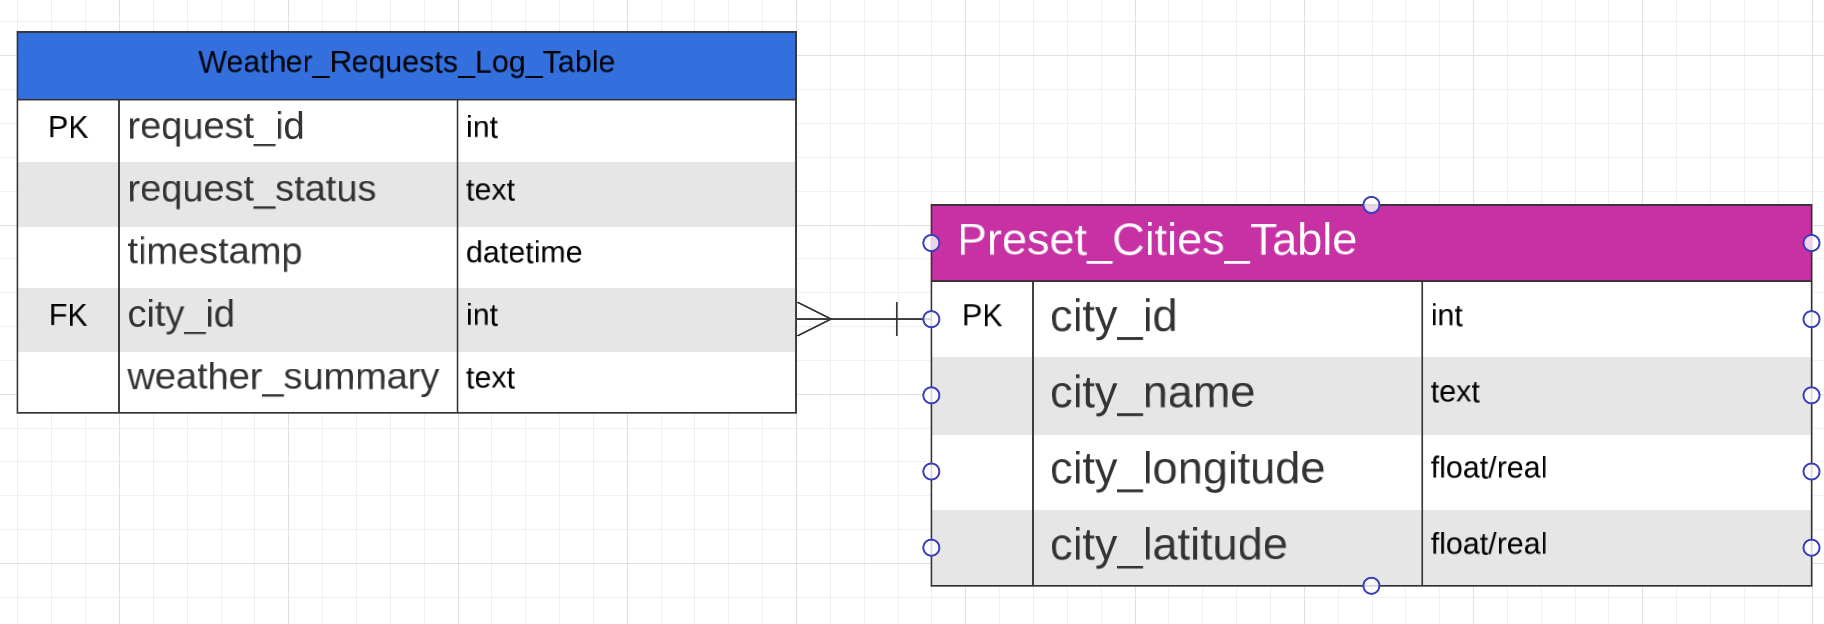 Weather_Requests_Log_Table
PK request_id int
request_status text
timestamp datetime
FK city_id int
weather_summary text
Preset_Cities_Table
PK city_id int
city_name text
city_longitude float/real
city_latitude float/real